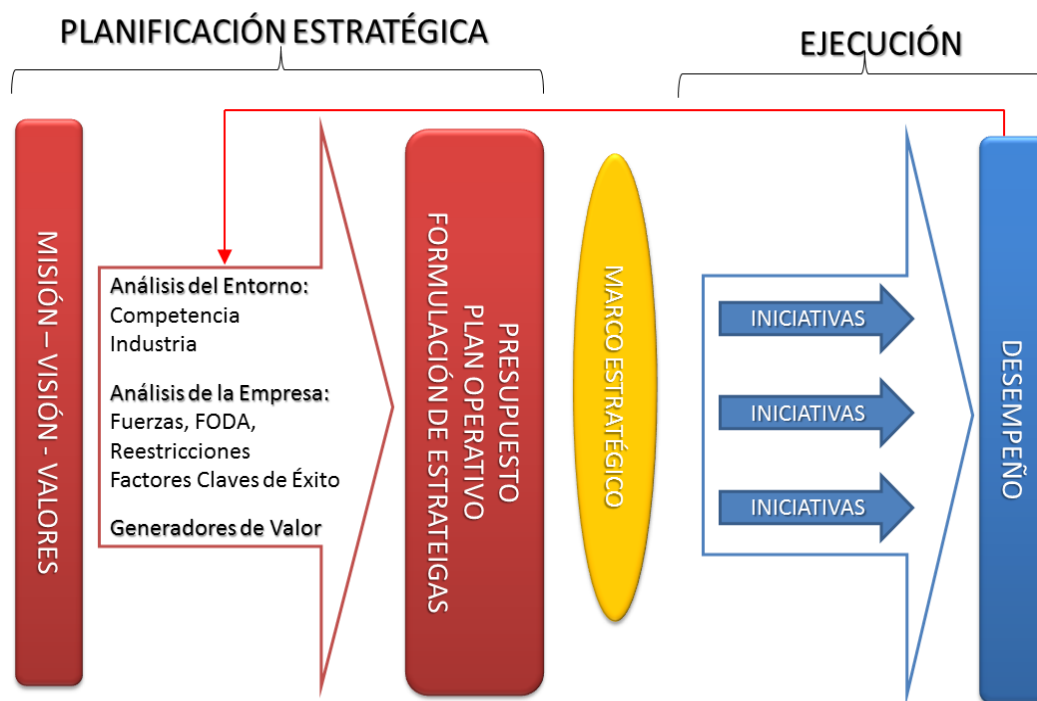 PLANIFICACIÓN ESTRATÉGICA
EJECUCIÓN
MISIÓN – VISIÓN - VALORES
Análisis del Entorno:
Competencia
Industria
Análisis de la Empresa:
Fuerzas, FODA,
Reestricciones
Factores Claves de Éxito
Generadores de Valor
PRESUPUESTO
PLAN OPERATIVO
FORMULACIÓN DE ESTRATEIGAS
MARCO ESTRATÉGICO
INICIATIVAS
INICIATIVAS
INICIATIVAS
DESEMPEÑO